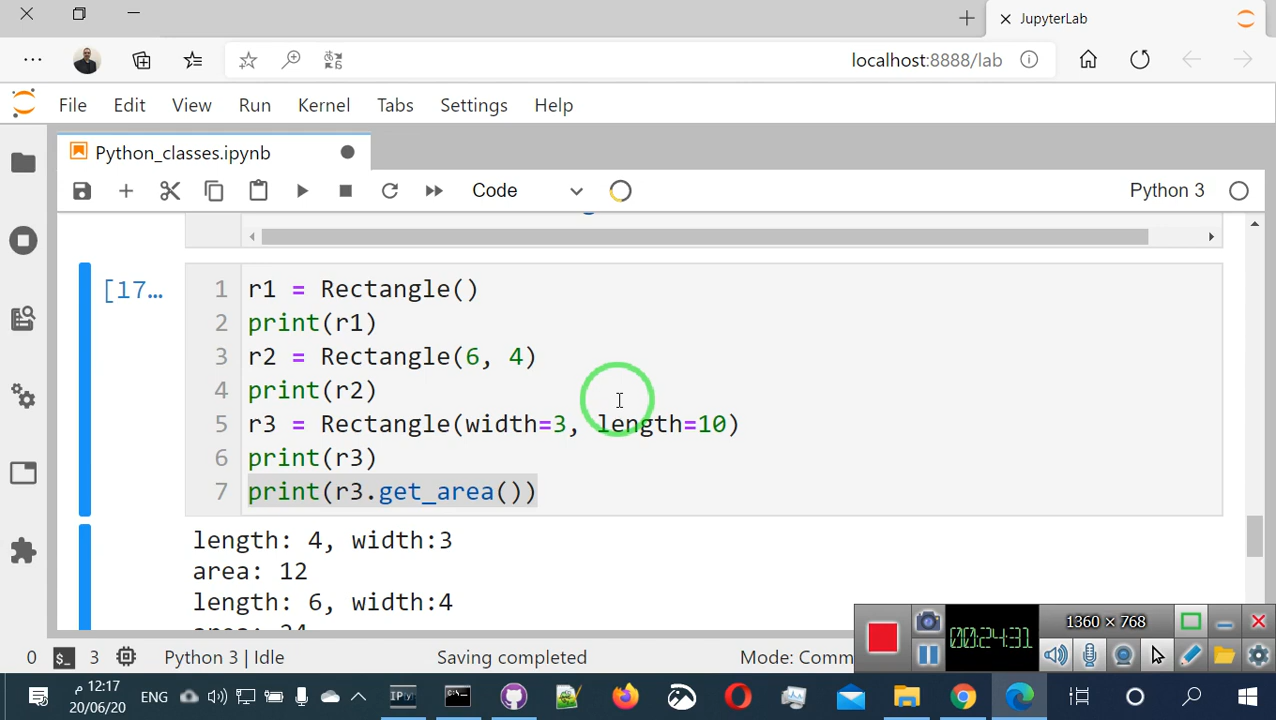 JupyterLab
localhost:8888/lab
File Edit View Run Kernel Tabs Settings Help
Python_classes.ipynb
Code
Python 3
[17…
1 r1 = Rectangle()
2 print(r1)
3 r2 = Rectangle(6, 4)
4 print(r2)
5 r3 = Rectangle(width=3, length=10)
6 print(r3)
7 print(r3.get_area())
length: 4, width:3
area: 12
length: 6, width:4
area: 24
1360 × 768
00:24:31
0 3 Python 3 | Idle Saving completed Mode: Comm
12:17 م
ENG
20/06/20